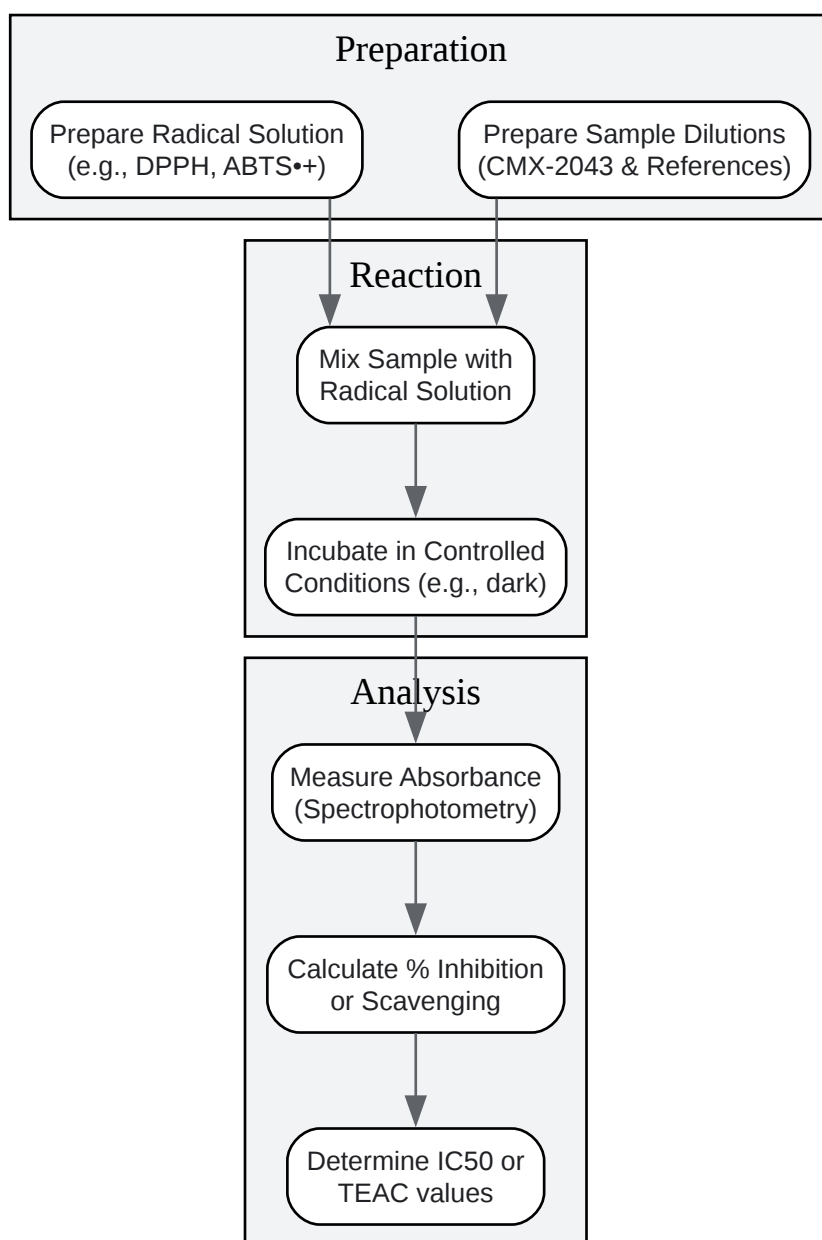 Preparation
Prepare Radical Solution
(e.g., DPPH, ABTS•+)
Prepare Sample Dilutions
(CMX-2043 & References)
Reaction
Mix Sample with
Radical Solution
Incubate in Controlled
Conditions (e.g., dark)
Analysis
Measure Absorbance
(Spectrophotometry)
Calculate % Inhibition
or Scavenging
Determine IC50 or
TEAC values